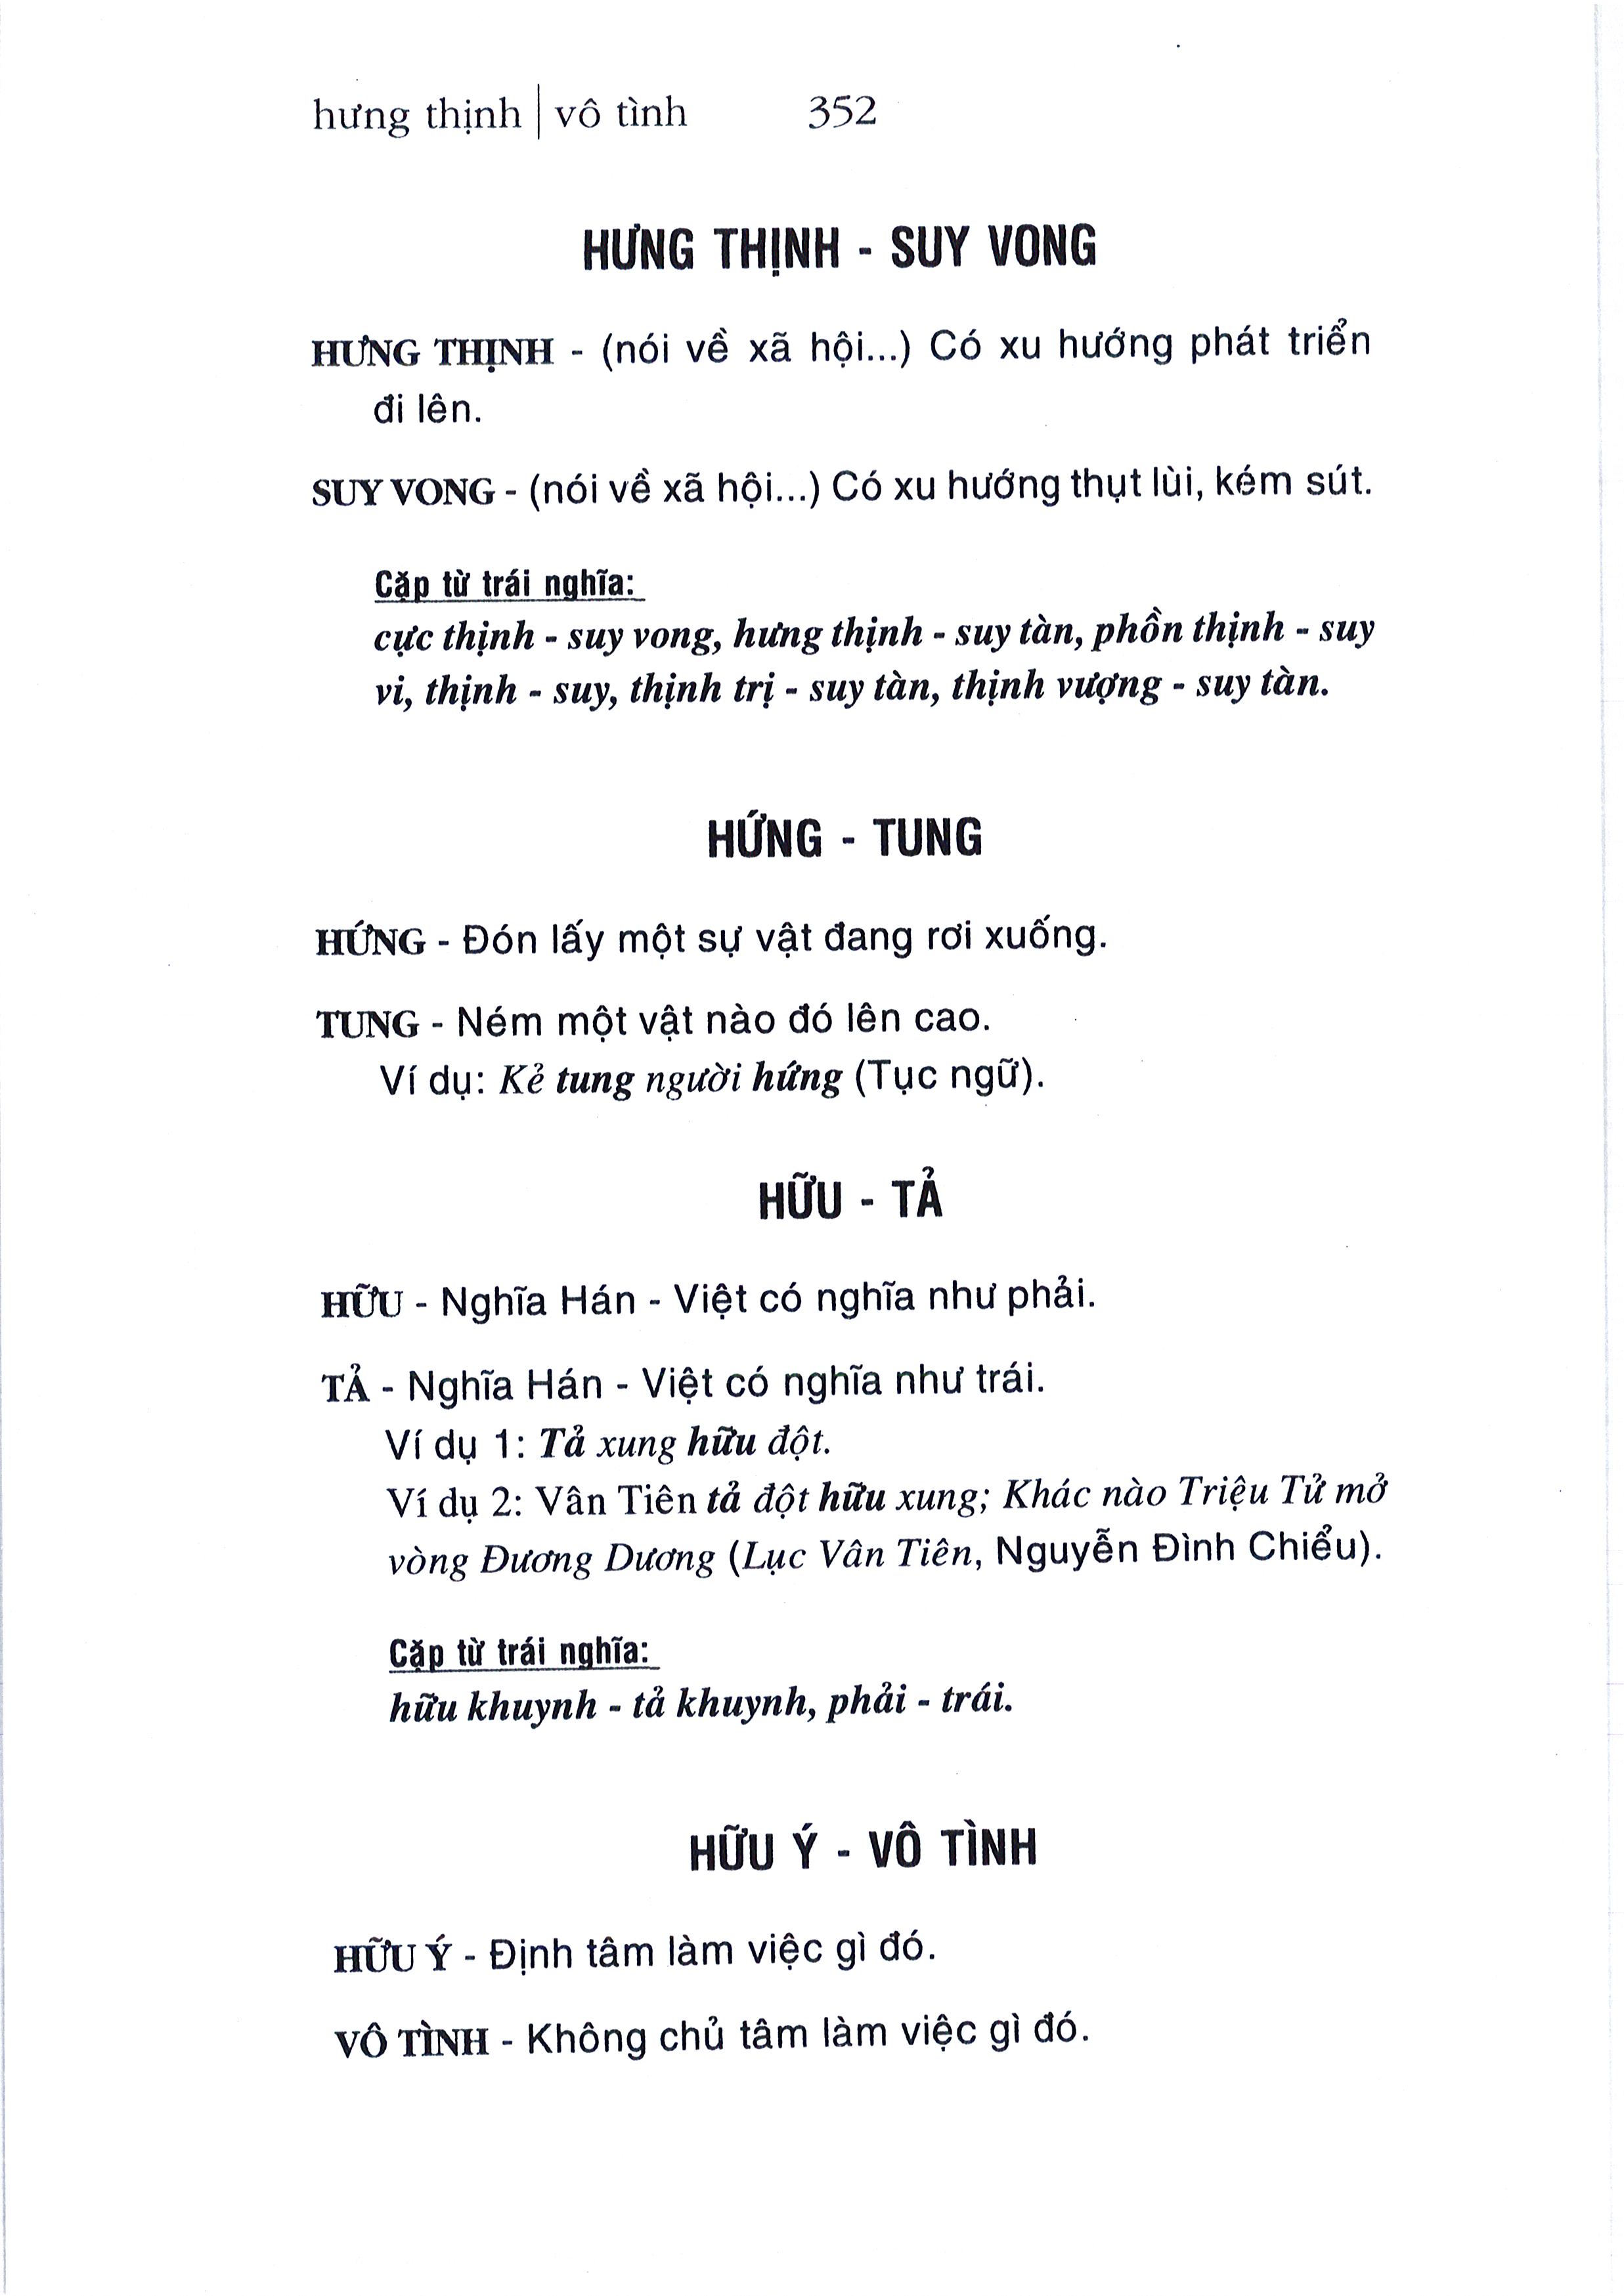 hưng thịnh | vô tình 352
HƯNG THỊNH - SUY VONG
HƯNG THỊNH - (nói về xã hội...) Có xu hướng phát triển
đi lên.
SUY VONG - (nói về xã hội...) Có xu hướng thụt lùi, kém sút.
Cặp từ trái nghĩa:
cực thịnh - suy vong, hưng thịnh - suy tàn, phồn thịnh - suy
vi, thịnh - suy, thịnh trị - suy tàn, thịnh vượng - suy tàn.
HỨNG - TUNG
HỨNG - Đón lấy một sự vật đang rơi xuống.
TUNG - Ném một vật nào đó lên cao.
Ví dụ: Kẻ tung người hứng (Tục ngữ).
HỮU - TẢ
HỮU - Nghĩa Hán - Việt có nghĩa như phải.
TẢ - Nghĩa Hán - Việt có nghĩa như trái.
Ví dụ 1: Tả xung hữu đột.
Ví dụ 2: Vân Tiên tả đột hữu xung; Khác nào Triệu Tử mở
vòng Đương Dương (Lục Vân Tiên, Nguyễn Đình Chiểu).
Cặp từ trái nghĩa:
hữu khuynh - tả khuynh, phải - trái.
HỮU Ý - VÔ TÌNH
HỮU Ý - Định tâm làm việc gì đó.
VÔ TÌNH - Không chủ tâm làm việc gì đó.